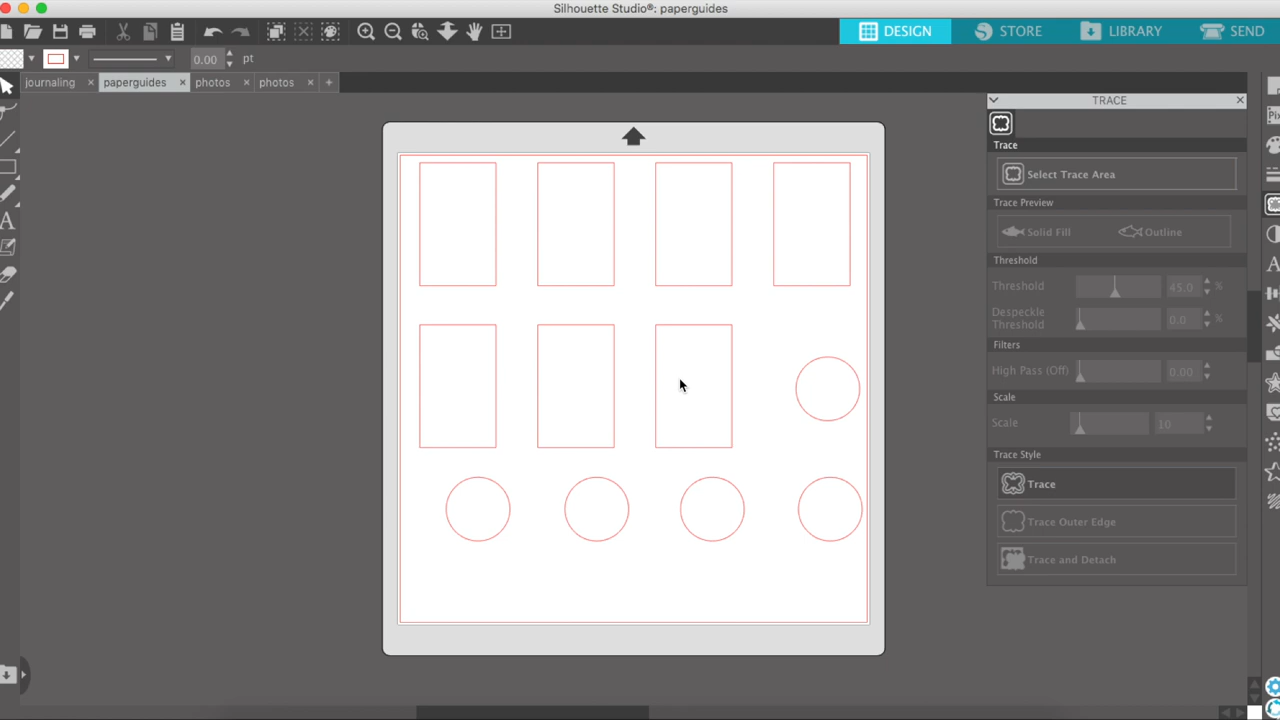 Silhouette Studio®: paperguides
DESIGN
STORE
LIBRARY
SEND
0.00 pt
journaling
paperguides
photos
photos
TRACE
Trace
Select Trace Area
Trace Preview
Solid Fill
Outline
Threshold
Threshold 45.0 %
Despeckle
Threshold 0.0 %
Filters
High Pass (Off) 0.00
Scale
Scale 10
Trace Style
Trace
Trace Outer Edge
Trace and Detach